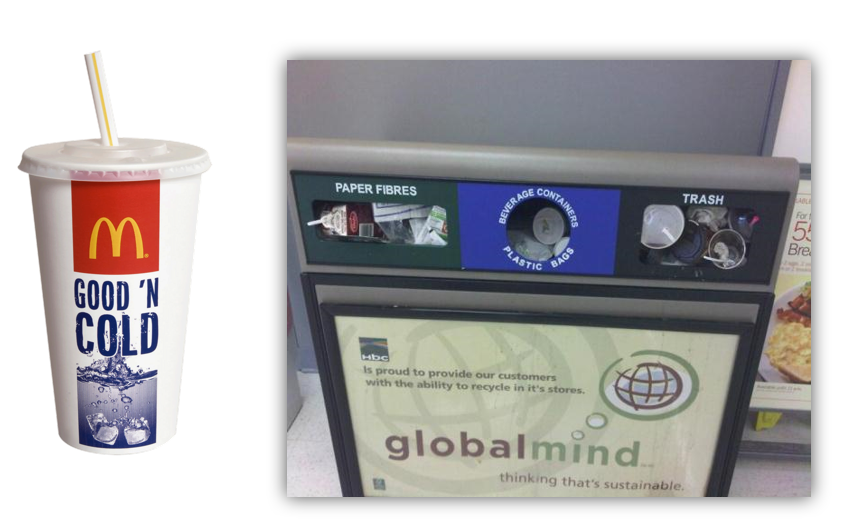 GOOD 'N
COLD
PAPER FIBRES
BEVERAGE CONTAINERS
PLASTIC BAGS
TRASH
Hbc
Is proud to provide our customers
with the ability to recycle in it's stores.
globalmind
thinking that's sustainable.
For
55
Brea